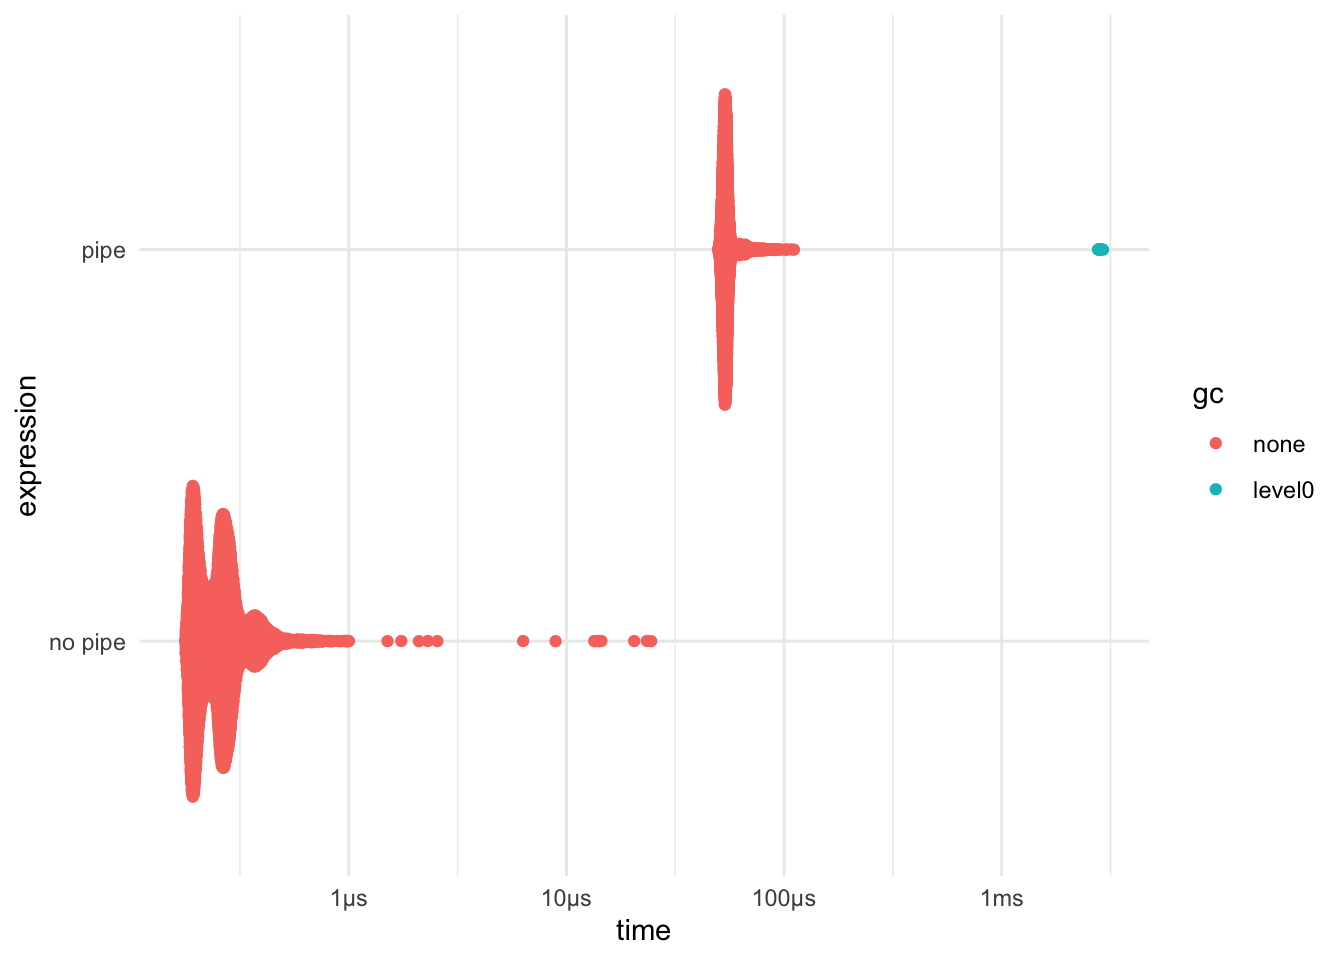 pipe
no pipe
expression
1µs
10µs
100µs
1ms
time
gc
none
level0